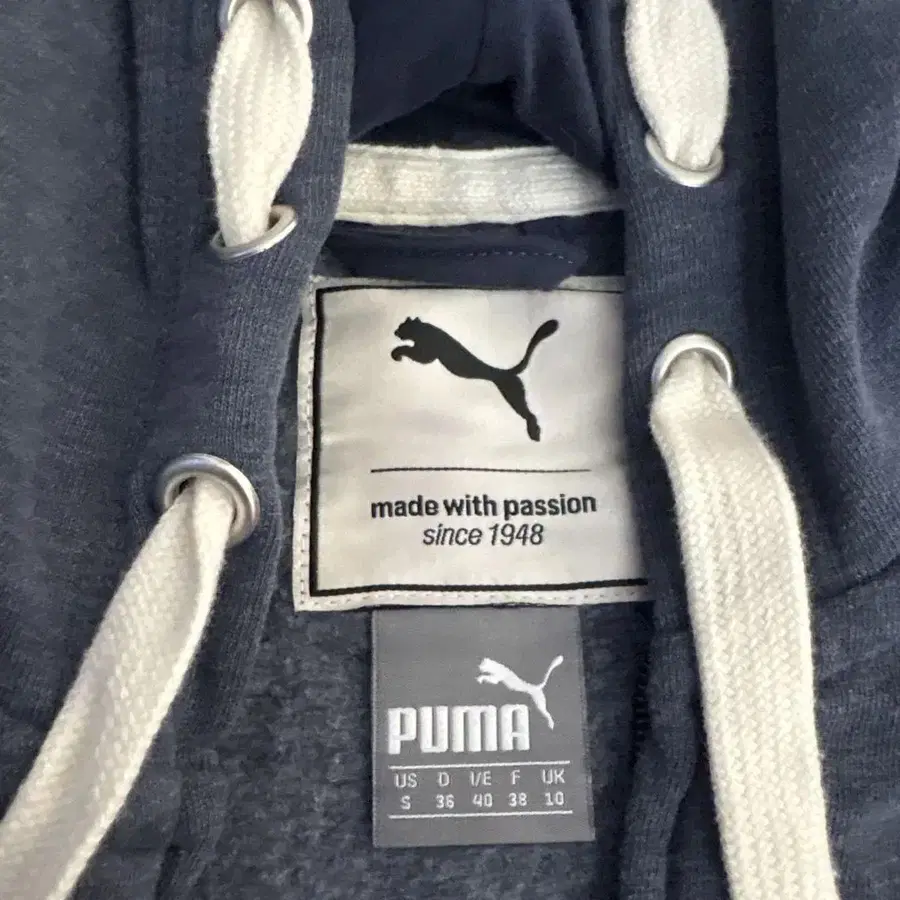 made with passion
since 1948
PUMA
US D I/E F UK
S 36 40 38 10